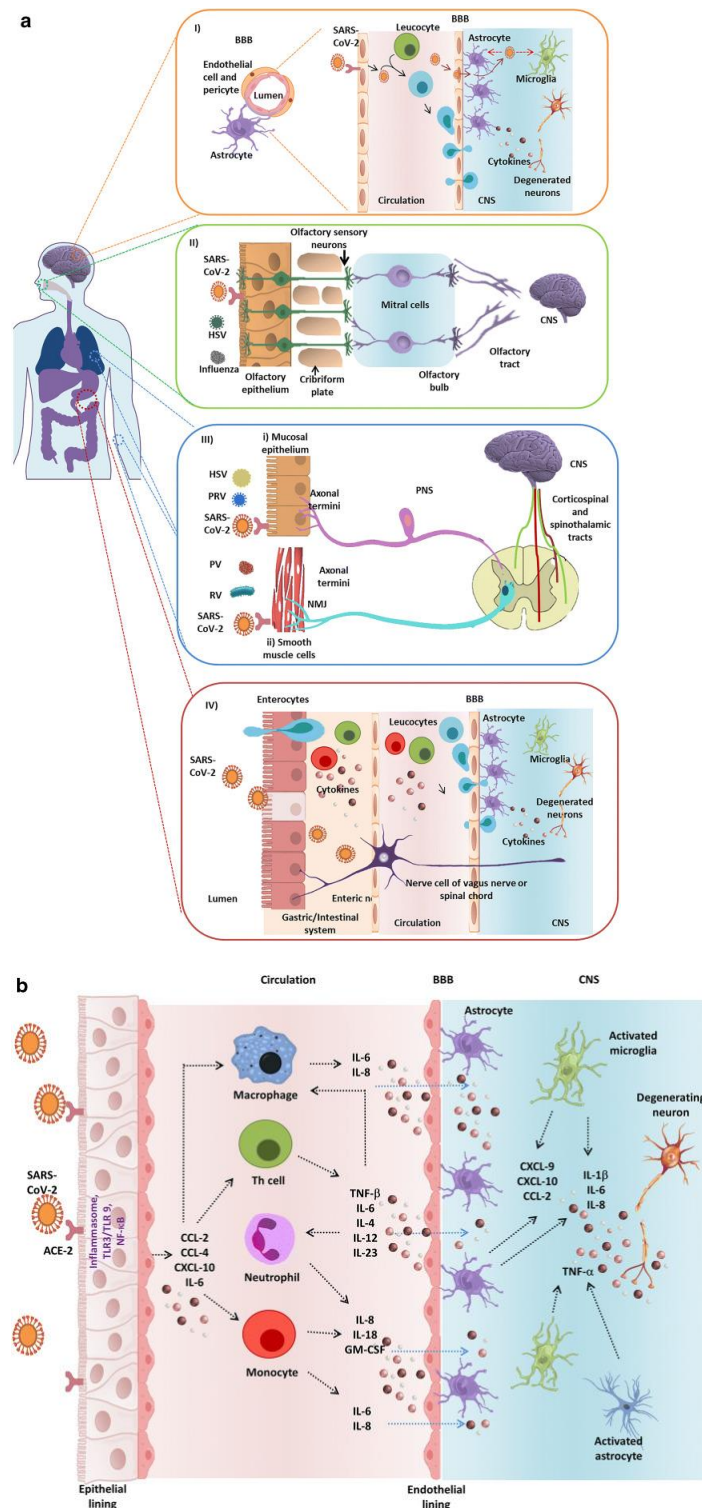 a
I)
BBB
Endothelial
cell and
pericyte
Lumen
Astrocyte
SARS-
CoV-2
Leucocyte
BBB
Astrocyte
Microglia
Cytokines
Degenerated
neurons
Circulation
CNS
II)
SARS-
CoV-2
HSV
Influenza
Olfactory sensory
neurons
Mitral cells
CNS
Olfactory
epithelium
Cribriform
plate
Olfactory
bulb
Olfactory
tract
III)
i) Mucosal
epithelium
HSV
PRV
SARS-
CoV-2
Axonal
termini
PNS
CNS
Corticospinal
and
spinothalamic
tracts
PV
RV
SARS-
CoV-2
Axonal
termini
NMJ
ii) Smooth
muscle cells
IV)
Enterocytes
Leucocytes
BBB
Astrocyte
Microglia
SARS-
CoV-2
Cytokines
Degenerated
neurons
Cytokines
Lumen
Enteric n
Nerve cell of vagus nerve or
spinal chord
Gastric/Intestinal
system
Circulation
CNS
b
Circulation
BBB
CNS
Astrocyte
Activated
microglia
Macrophage
IL-6
IL-8
Degenerating
neuron
Th cell
CXCL-9
CXCL-10
CCL-2
IL-1β
IL-6
IL-8
SARS-
CoV-2
ACE-2
Inflammasome,
TLR3/TLR 9,
NF-κB
CCL-2
CCL-4
CXCL-10
IL-6
TNF-β
IL-6
IL-4
IL-12
IL-23
Neutrophil
TNF-α
IL-8
IL-18
GM-CSF
Monocyte
IL-6
IL-8
Activated
astrocyte
Epithelial
lining
Endothelial
lining